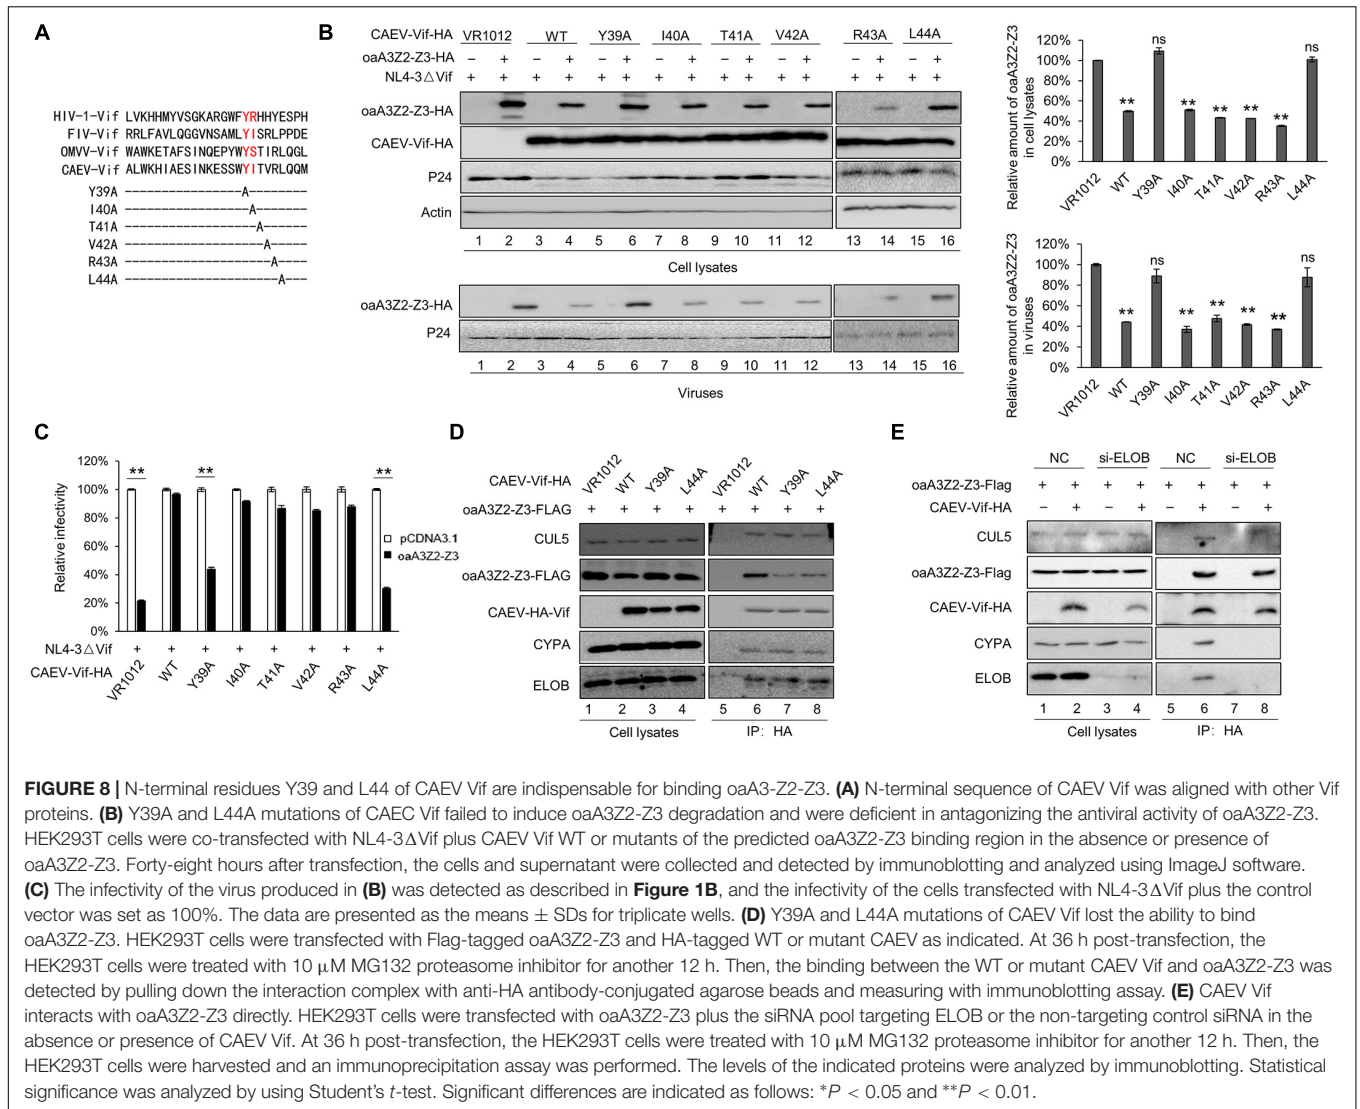 A
HIV-1-Vif LVKHHMYVSGKARGWFYRHHYESPH
FIV-Vif RRLFAVLQGGVNSAMLYISRLPPDE
OMVV-Vif WAWKETAFSINQEPYWYSTIRLQGL
CAEV-Vif ALWKHIAESINKESSWYITVRLQQM
Y39A ----------------A--------
I40A -----------------A-------
T41A ------------------A------
V42A -------------------A-----
R43A --------------------A----
L44A ---------------------A---
B
CAEV-Vif-HA VR1012 WT Y39A I40A T41A V42A R43A L44A
oaA3Z2-Z3-HA − + − + − + − + − + − + − + − +
NL4-3△Vif + + + + + + + + + + + + + + + +
oaA3Z2-Z3-HA
CAEV-Vif-HA
P24
Actin
1 2 3 4 5 6 7 8 9 10 11 12 13 14 15 16
Cell lysates
oaA3Z2-Z3-HA
P24
1 2 3 4 5 6 7 8 9 10 11 12 13 14 15 16
Viruses
Relative amount of oaA3Z2-Z3
in cell lysates
120%
100%
80%
60%
40%
20%
0%
** ns ** ** ** ** ns
VR1012 WT Y39A I40A T41A V42A R43A L44A
Relative amount of oaA3Z2-Z3
in viruses
120%
100%
80%
60%
40%
20%
0%
** ns ** ** ** ** ns
VR1012 WT Y39A I40A T41A V42A R43A L44A
C
Relative infectivity
120%
100%
80%
60%
40%
20%
0%
** ** **
pCDNA3.1
oaA3Z2-Z3
NL4-3△Vif + + + + + + + +
CAEV-Vif-HA VR1012 WT Y39A I40A T41A V42A R43A L44A
D
CAEV-Vif-HA VR1012 WT Y39A L44A VR1012 WT Y39A L44A
oaA3Z2-Z3-FLAG + + + + + + + +
CUL5
oaA3Z2-Z3-FLAG
CAEV-HA-Vif
CYPA
ELOB
1 2 3 4 5 6 7 8
Cell lysates IP: HA
E
NC si-ELOB NC si-ELOB
oaA3Z2-Z3-Flag + + + + + + + +
CAEV-Vif-HA − + − + − + − +
CUL5
oaA3Z2-Z3-Flag
CAEV-Vif-HA
CYPA
ELOB
1 2 3 4 5 6 7 8
Cell lysates IP: HA
FIGURE 8 | N-terminal residues Y39 and L44 of CAEV Vif are indispensable for binding oaA3-Z2-Z3. (A) N-terminal sequence of CAEV Vif was aligned with other Vif
proteins. (B) Y39A and L44A mutations of CAEC Vif failed to induce oaA3Z2-Z3 degradation and were deficient in antagonizing the antiviral activity of oaA3Z2-Z3.
HEK293T cells were co-transfected with NL4-3ΔVif plus CAEV Vif WT or mutants of the predicted oaA3Z2-Z3 binding region in the absence or presence of
oaA3Z2-Z3. Forty-eight hours after transfection, the cells and supernatant were collected and detected by immunoblotting and analyzed using ImageJ software.
(C) The infectivity of the virus produced in (B) was detected as described in Figure 1B, and the infectivity of the cells transfected with NL4-3ΔVif plus the control
vector was set as 100%. The data are presented as the means ± SDs for triplicate wells. (D) Y39A and L44A mutations of CAEV Vif lost the ability to bind
oaA3Z2-Z3. HEK293T cells were transfected with Flag-tagged oaA3Z2-Z3 and HA-tagged WT or mutant CAEV as indicated. At 36 h post-transfection, the
HEK293T cells were treated with 10 μM MG132 proteasome inhibitor for another 12 h. Then, the binding between the WT or mutant CAEV Vif and oaA3Z2-Z3 was
detected by pulling down the interaction complex with anti-HA antibody-conjugated agarose beads and measuring with immunoblotting assay. (E) CAEV Vif
interacts with oaA3Z2-Z3 directly. HEK293T cells were transfected with oaA3Z2-Z3 plus the siRNA pool targeting ELOB or the non-targeting control siRNA in the
absence or presence of CAEV Vif. At 36 h post-transfection, the HEK293T cells were treated with 10 μM MG132 proteasome inhibitor for another 12 h. Then, the
HEK293T cells were harvested and an immunoprecipitation assay was performed. The levels of the indicated proteins were analyzed by immunoblotting. Statistical
significance was analyzed by using Student's t-test. Significant differences are indicated as follows: *P < 0.05 and **P < 0.01.